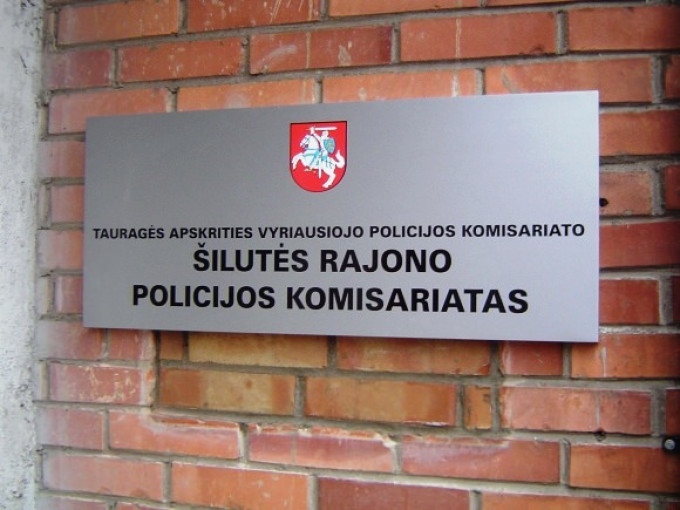 TAURAGĖS APSKRITIES VYRIAUSIOJO POLICIJOS KOMISARIATO
ŠILUTĖS RAJONO
POLICIJOS KOMISARIATAS